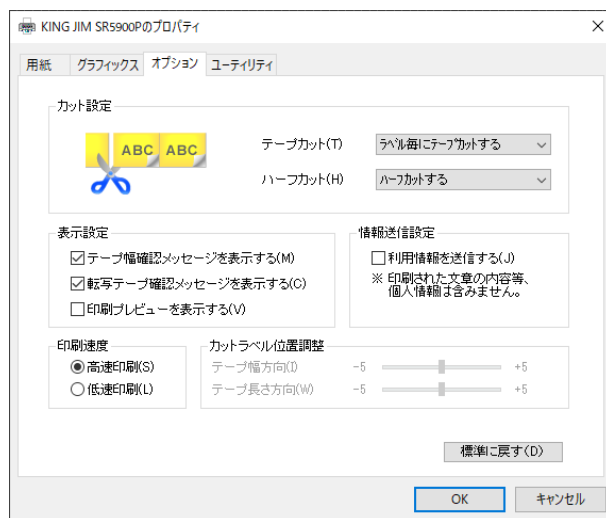 KING JIM SR5900Pのプロパティ
用紙 グラフィックス オプション ユーティリティ
カット設定
ABC ABC
テープカット(T) ラベル毎にテープカットする
ハーフカット(H) ハーフカットする
表示設定
テープ幅確認メッセージを表示する(M)
転写テープ確認メッセージを表示する(C)
印刷プレビューを表示する(V)
情報送信設定
利用情報を送信する(J)
※ 印刷された文章の内容等、
個人情報は含みません。
印刷速度
高速印刷(S)
低速印刷(L)
カットラベル位置調整
テープ幅方向(I) -5 +5
テープ長さ方向(W) -5 +5
標準に戻す(D)
OK キャンセル